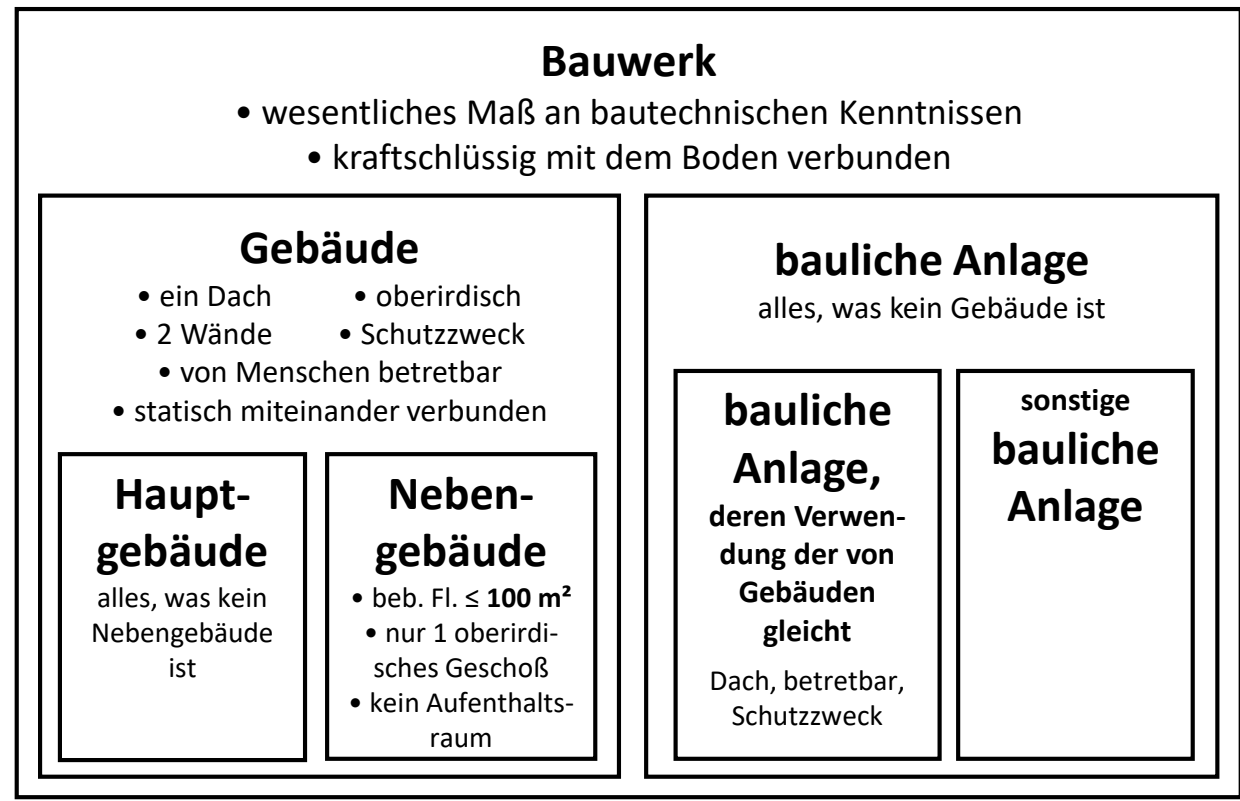 Bauwerk
• wesentliches Maß an bautechnischen Kenntnissen
• kraftschlüssig mit dem Boden verbunden
Gebäude
• ein Dach • oberirdisch
• 2 Wände • Schutzzweck
• von Menschen betretbar
• statisch miteinander verbunden
Haupt-
gebäude
alles, was kein
Nebengebäude
ist
Neben-
gebäude
• beb. Fl. ≤ 100 m²
• nur 1 oberirdi-
sches Geschoß
• kein Aufenthalts-
raum
bauliche Anlage
alles, was kein Gebäude ist
bauliche
Anlage,
deren Verwen-
dung der von
Gebäuden
gleicht
Dach, betretbar,
Schutzzweck
sonstige
bauliche
Anlage